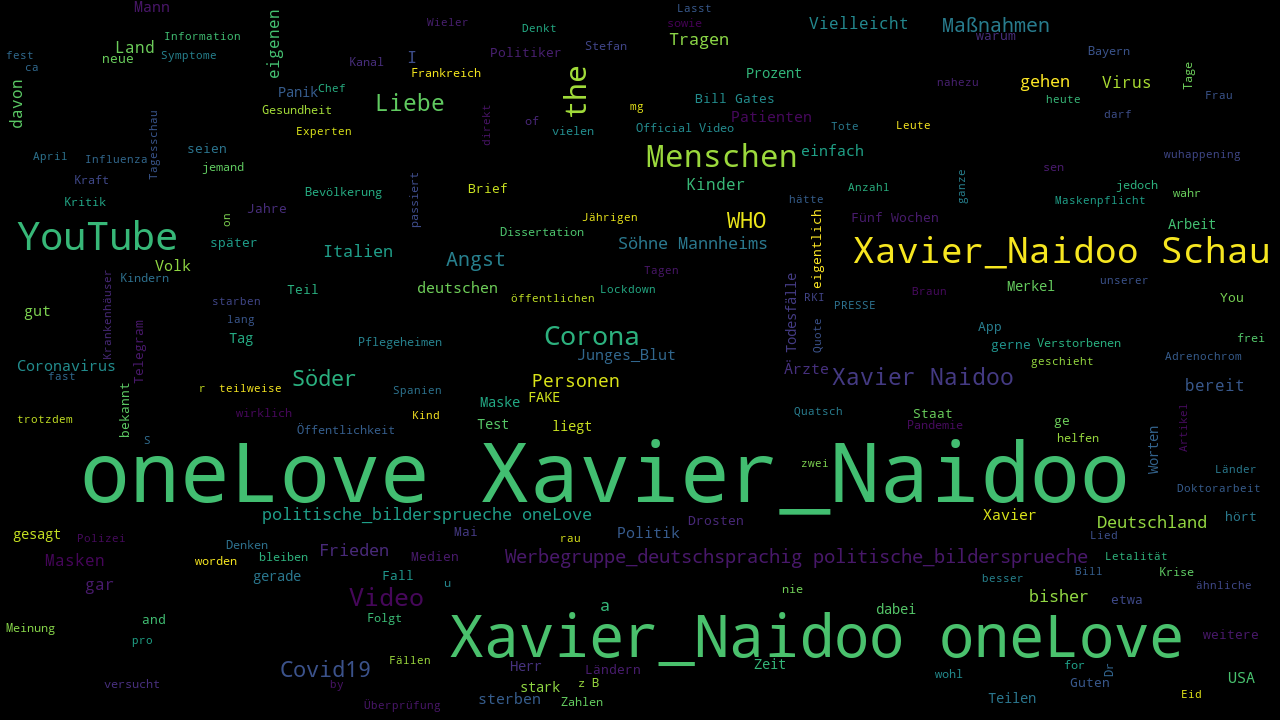 Mann
Lasst
Wieler
sowie
Vielleicht
Maßnahmen
eigenen
Information
Denkt
Tragen
warum
Land
Stefan
fest
neue
Symptome
Politiker
I
Bayern
Kanal
ca
Frankreich
Prozent
the
gehen
Virus
Tage
davon
Panik
Chef
Liebe
Bill Gates
nahezu
heute
Frau
Gesundheit
mg
Patienten
darf
direkt
of
Experten
vielen
Official Video
Tote
Leute
Tagesschau
seien
Menschen
einfach
April
Influenza
wuhappening
jemand
sen
Kraft
Kinder
Anzahl
ganze
jedoch
Bevölkerung
passiert
Brief
wahr
Kritik
hätte
Maskenpflicht
Jahre
on
Jährigen
WHO
eigentlich
Fünf Wochen
Arbeit
YouTube
Dissertation
später
Söhne Mannheims
Xavier_Naidoo Schau
Italien
Angst
Volk
Tagen
Kindern
Krankenhäuser
Teil
deutschen
öffentlichen
Lockdown
Todesfälle
RKI
PRESSE
Braun
Merkel
unserer
You
starben
gut
lang
Telegram
Tag
Corona
Quote
App
frei
Pflegeheimen
gerne
Verstorbenen
Junges_Blut
geschieht
Adrenochrom
Coronavirus
fast
Söder
Personen
Ärzte
Xavier Naidoo
bereit
r
teilweise
Spanien
FAKE
bekannt
Maske
trotzdem
wirklich
Kind
Quatsch
Staat
Artikel
Test
liegt
Pandemie
ge
Öffentlichkeit
S
helfen
Worten
oneLove Xavier_Naidoo
zwei
Länder
Doktorarbeit
politische_bildersprueche oneLove
Drosten
Xavier
Deutschland
hört
gesagt
Polizei
Mai
Politik
rau
Lied
Denken
Frieden
Masken
worden
bleiben
Medien
Werbegruppe_deutschsprachig politische_bildersprueche
Letalität
gerade
Fall
besser
Bill
Krise
gar
u
nie
ähnliche
Video
bisher
etwa
and
Folgt
a
dabei
Meinung
pro
Xavier_Naidoo oneLove
weitere
Covid19
Fällen
Herr
Ländern
Zeit
wohl
for
Dr
USA
versucht
by
stark
z B
Guten
Eid
Überprüfung
sterben
Zahlen
Teilen